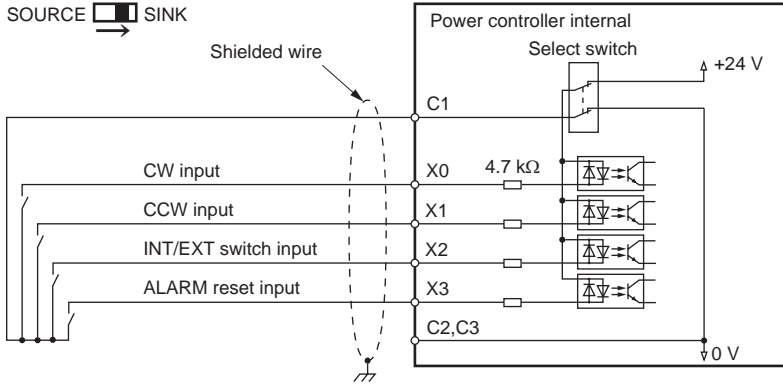 SOURCE SINK
Power controller internal
Shielded wire
Select switch
+24 V
C1
CW input
X0
4.7 kΩ
CCW input
X1
INT/EXT switch input
X2
ALARM reset input
X3
C2,C3
0 V